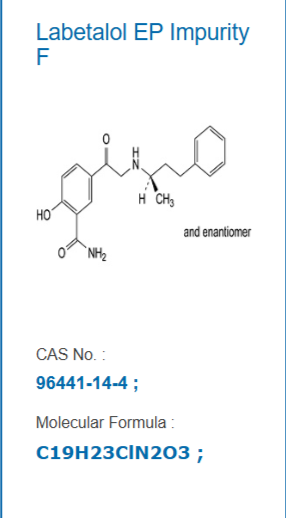 Labetalol EP Impurity
F
O
H
N
H CH₃
HO
O NH₂
and enantiomer
CAS No. :
96441-14-4 ;
Molecular Formula :
C19H23ClN2O3 ;